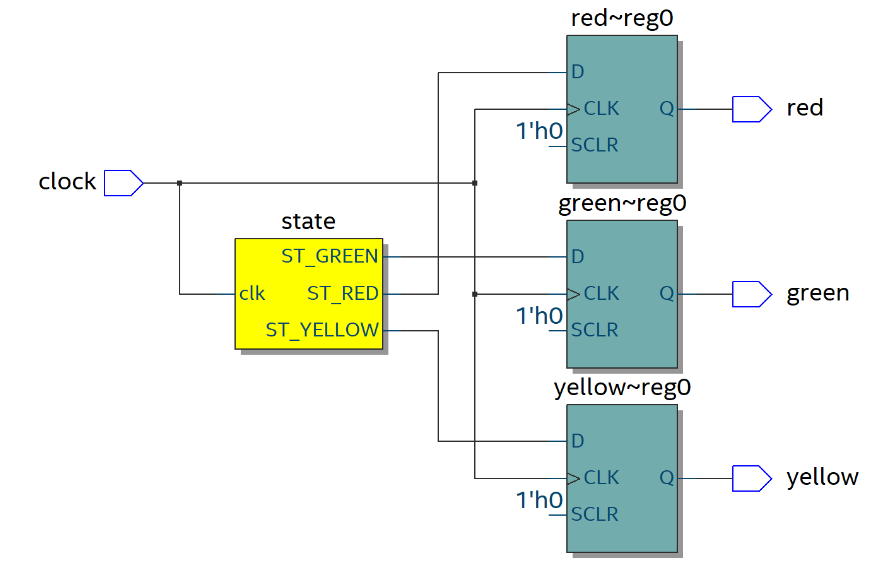 red~reg0
D
CLK
Q
red
1'h0
SCLR
clock
green~reg0
state
ST_GREEN
D
clk
ST_RED
CLK
Q
green
1'h0
ST_YELLOW
SCLR
yellow~reg0
D
CLK
Q
yellow
1'h0
SCLR